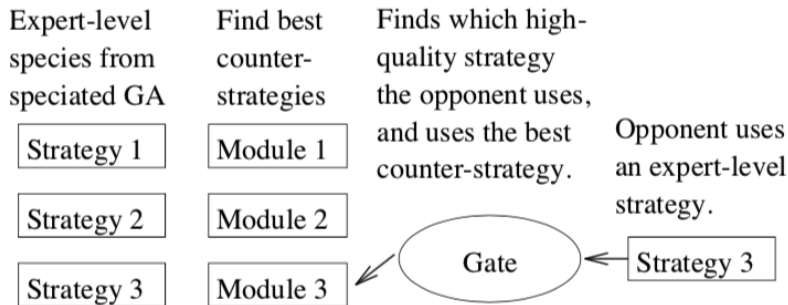 Expert-level
species from
speciated GA
Strategy 1
Strategy 2
Strategy 3
Find best
counter-
strategies
Module 1
Module 2
Module 3
Finds which high-
quality strategy
the opponent uses,
and uses the best
counter-strategy.
Gate
Opponent uses
an expert-level
strategy.
Strategy 3